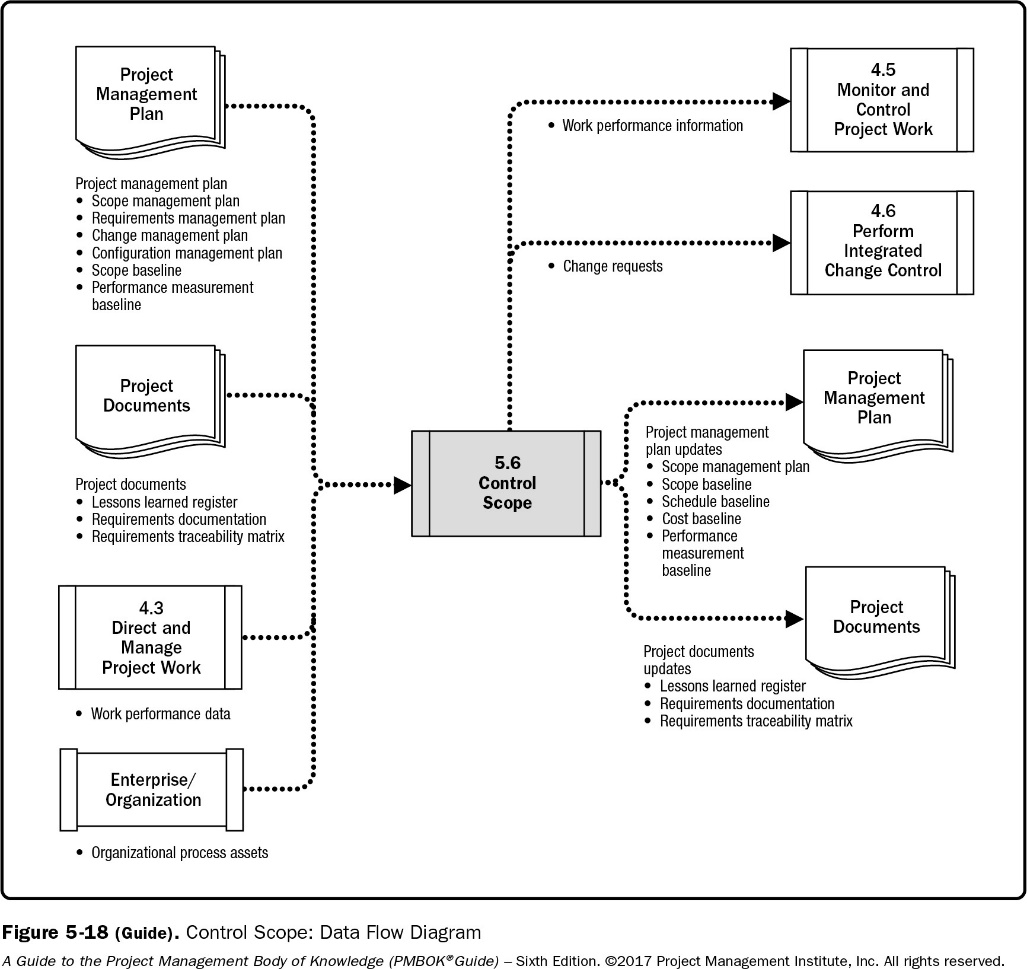 Project
Management
Plan
Project management plan
• Scope management plan
• Requirements management plan
• Change management plan
• Configuration management plan
• Scope baseline
• Performance measurement
baseline
Project
Documents
Project documents
• Lessons learned register
• Requirements documentation
• Requirements traceability matrix
4.3
Direct and
Manage
Project Work
• Work performance data
Enterprise/
Organization
• Organizational process assets
5.6
Control
Scope
4.5
Monitor and
Control
Project Work
• Work performance information
4.6
Perform
Integrated
Change Control
• Change requests
Project
Management
Plan
Project management
plan updates
• Scope management plan
• Scope baseline
• Schedule baseline
• Cost baseline
• Performance
measurement
baseline
Project
Documents
Project documents
updates
• Lessons learned register
• Requirements documentation
• Requirements traceability matrix
Figure 5-18 (Guide). Control Scope: Data Flow Diagram
A Guide to the Project Management Body of Knowledge (PMBOK® Guide) – Sixth Edition. ©2017 Project Management Institute, Inc. All rights reserved.